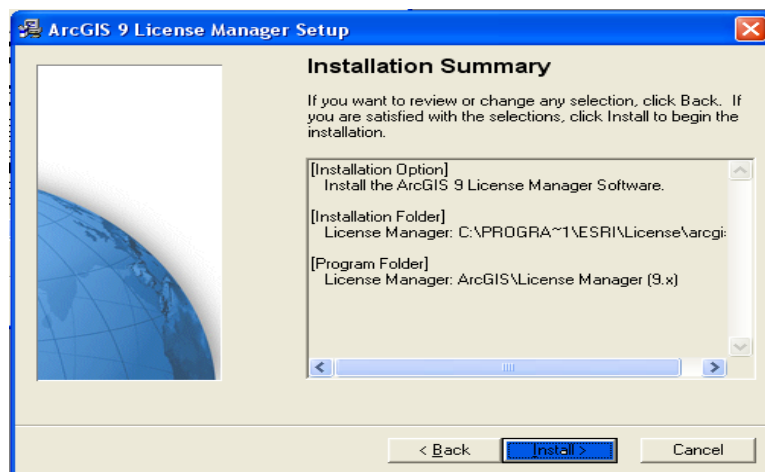 ArcGIS 9 License Manager Setup
Installation Summary
If you want to review or change any selection, click Back. If
you are satisfied with the selections, click Install to begin the
installation.
[Installation Option]
Install the ArcGIS 9 License Manager Software.
[Installation Folder]
License Manager: C:\PROGRA~1\ESRI\License\arcgi
[Program Folder]
License Manager: ArcGIS\License Manager (9.x)
< Back
Install >
Cancel